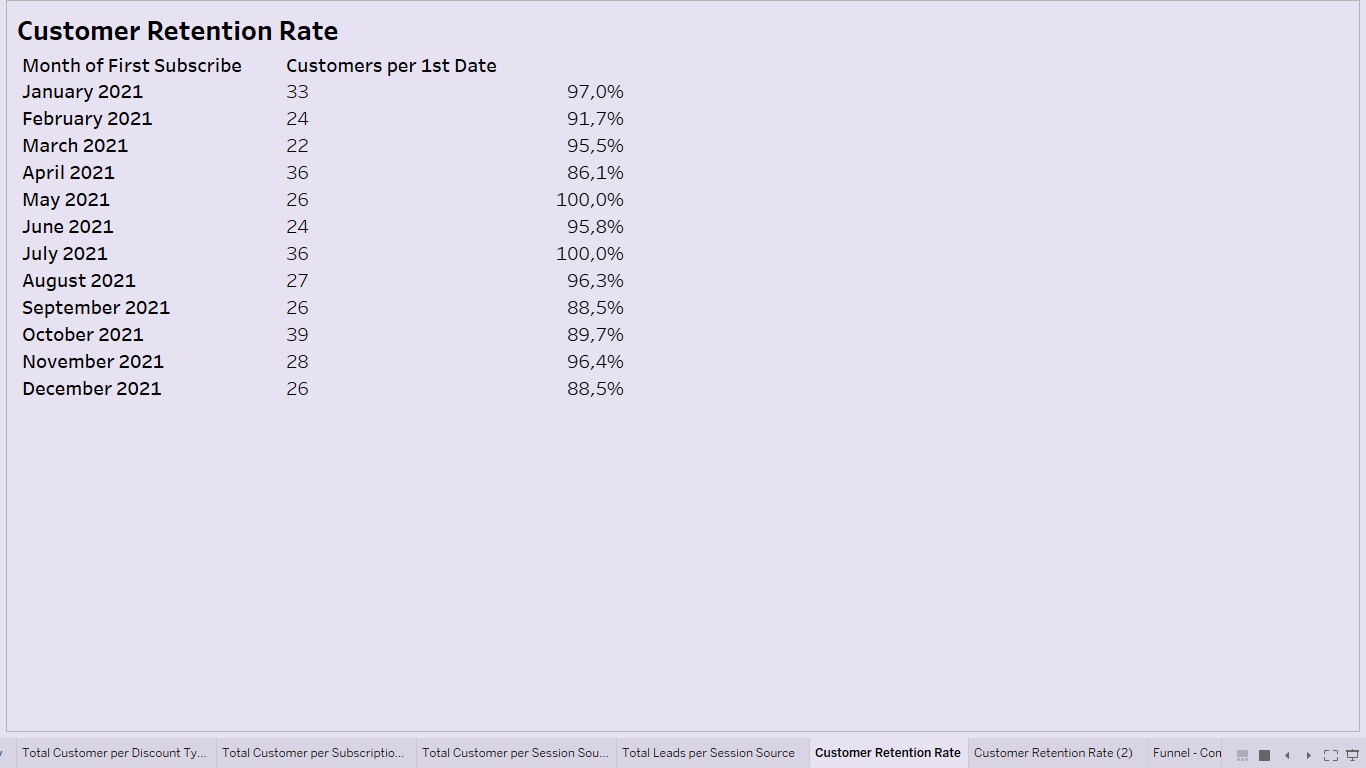 Customer Retention Rate
Month of First Subscribe Customers per 1st Date
January 2021 33 97,0%
February 2021 24 91,7%
March 2021 22 95,5%
April 2021 36 86,1%
May 2021 26 100,0%
June 2021 24 95,8%
July 2021 36 100,0%
August 2021 27 96,3%
September 2021 26 88,5%
October 2021 39 89,7%
November 2021 28 96,4%
December 2021 26 88,5%
Total Customer per Discount Ty... Total Customer per Subscriptio... Total Customer per Session Sou... Total Leads per Session Source Customer Retention Rate Customer Retention Rate (2) Funnel - Con